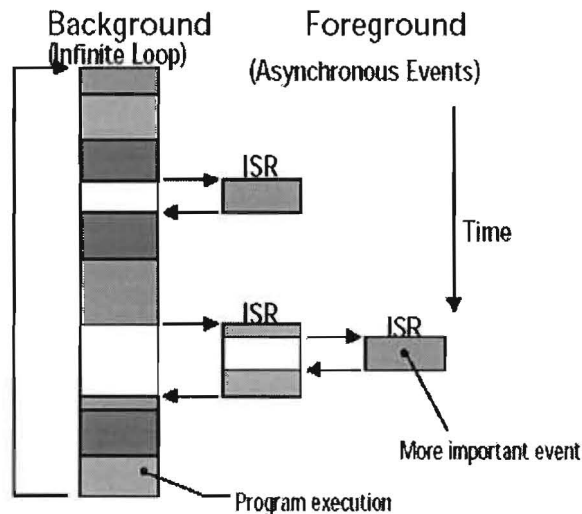 Background
(Infinite Loop)
Foreground
(Asynchronous Events)
ISR
Time
ISR
ISR
More important event
Program execution